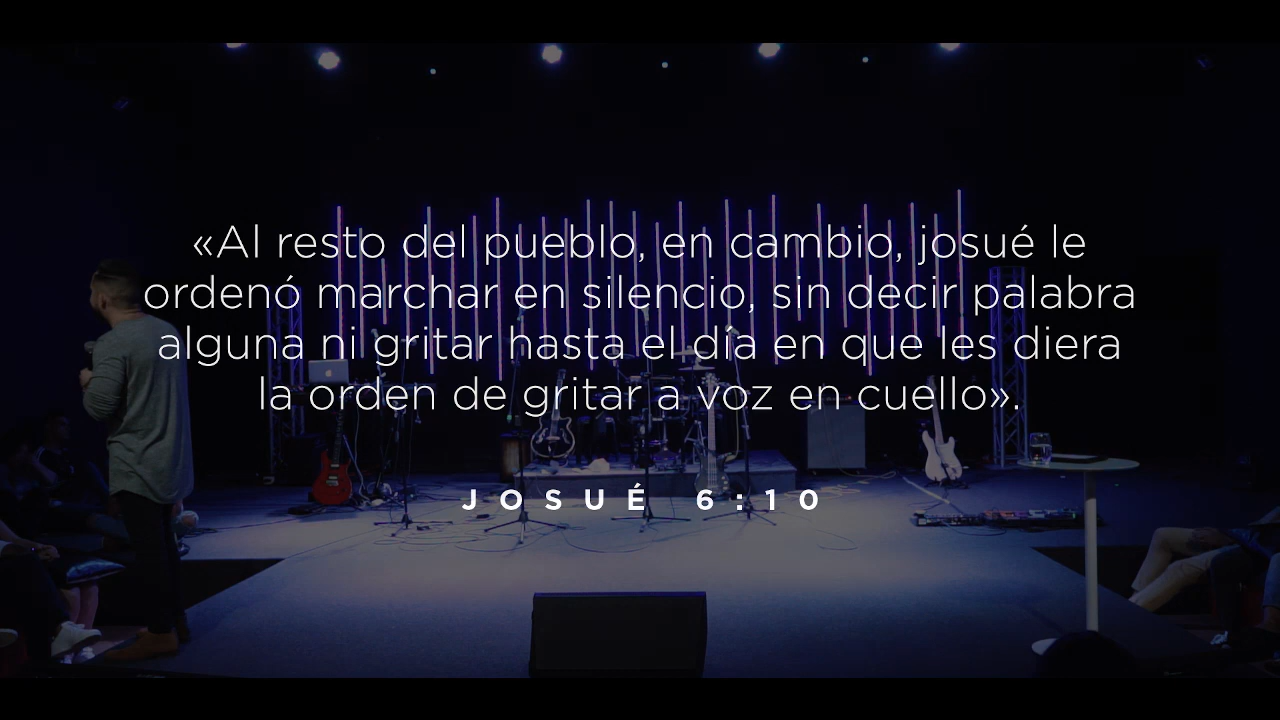 «Al resto del pueblo, en cambio, josué le
ordenó marchar en silencio, sin decir palabra
alguna ni gritar hasta el día en que les diera
la orden de gritar a voz en cuello».
JOSUÉ 6:10